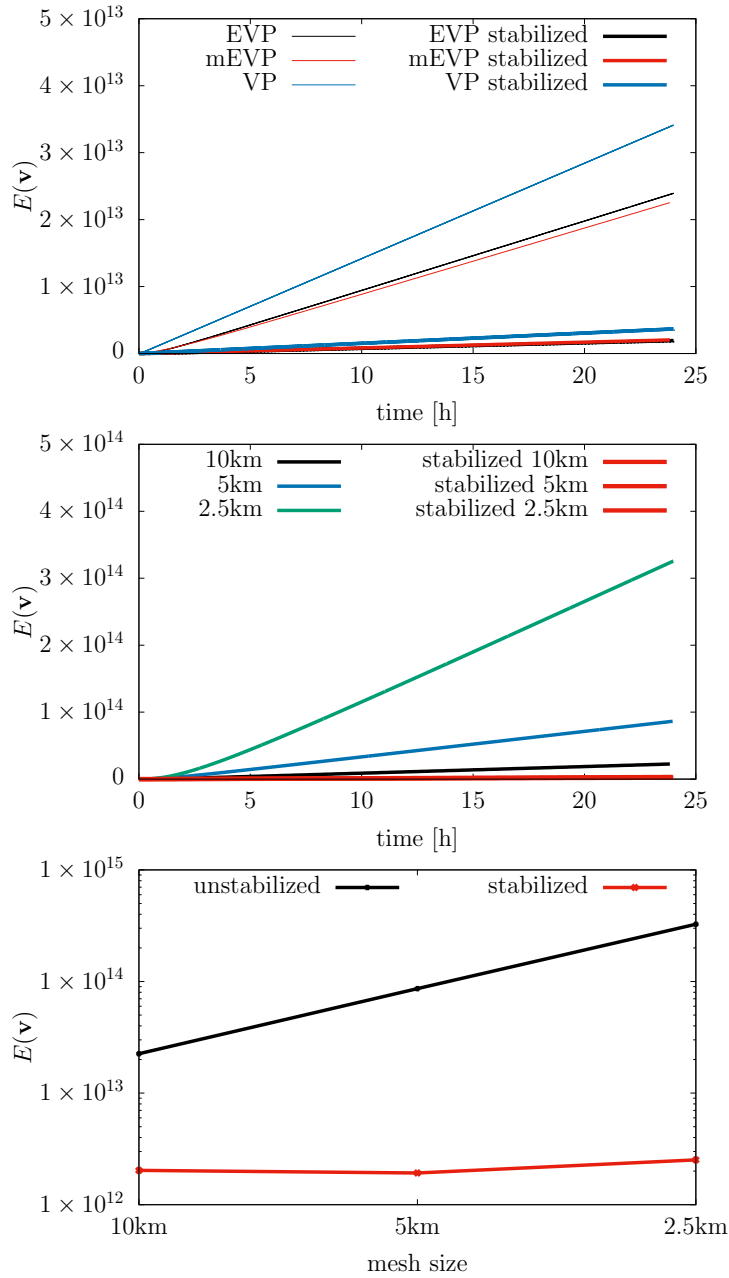 5 × 10^13
4 × 10^13
3 × 10^13
2 × 10^13
1 × 10^13
0
E(v)
EVP
mEVP
VP
EVP stabilized
mEVP stabilized
VP stabilized
0 5 10 15 20 25
time [h]
5 × 10^14
4 × 10^14
3 × 10^14
2 × 10^14
1 × 10^14
0
E(v)
10km
5km
2.5km
stabilized 10km
stabilized 5km
stabilized 2.5km
0 5 10 15 20 25
time [h]
1 × 10^15
1 × 10^14
1 × 10^13
1 × 10^12
E(v)
unstabilized
stabilized
10km 5km 2.5km
mesh size